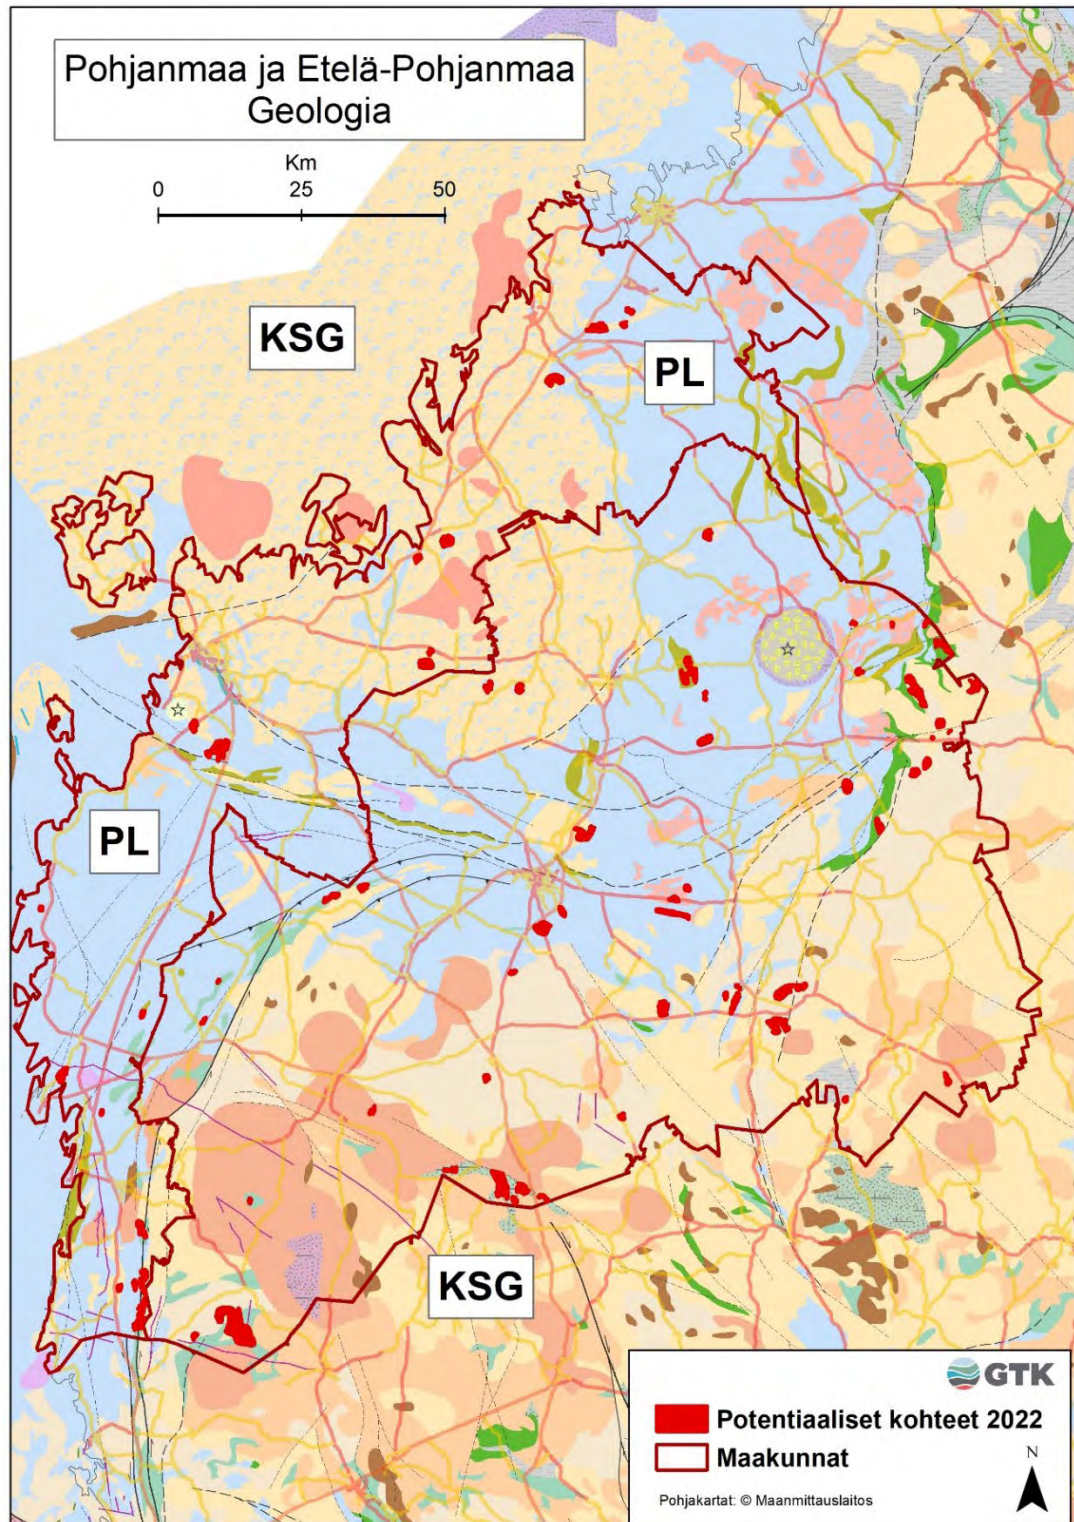 Pohjanmaa ja Etelä-Pohjanmaa
Geologia
Km
0 25 50
KSG
PL
PL
KSG
GTK
Potentiaaliset kohteet 2022
Maakunnat
N
Pohjakartat: © Maanmittauslaitos